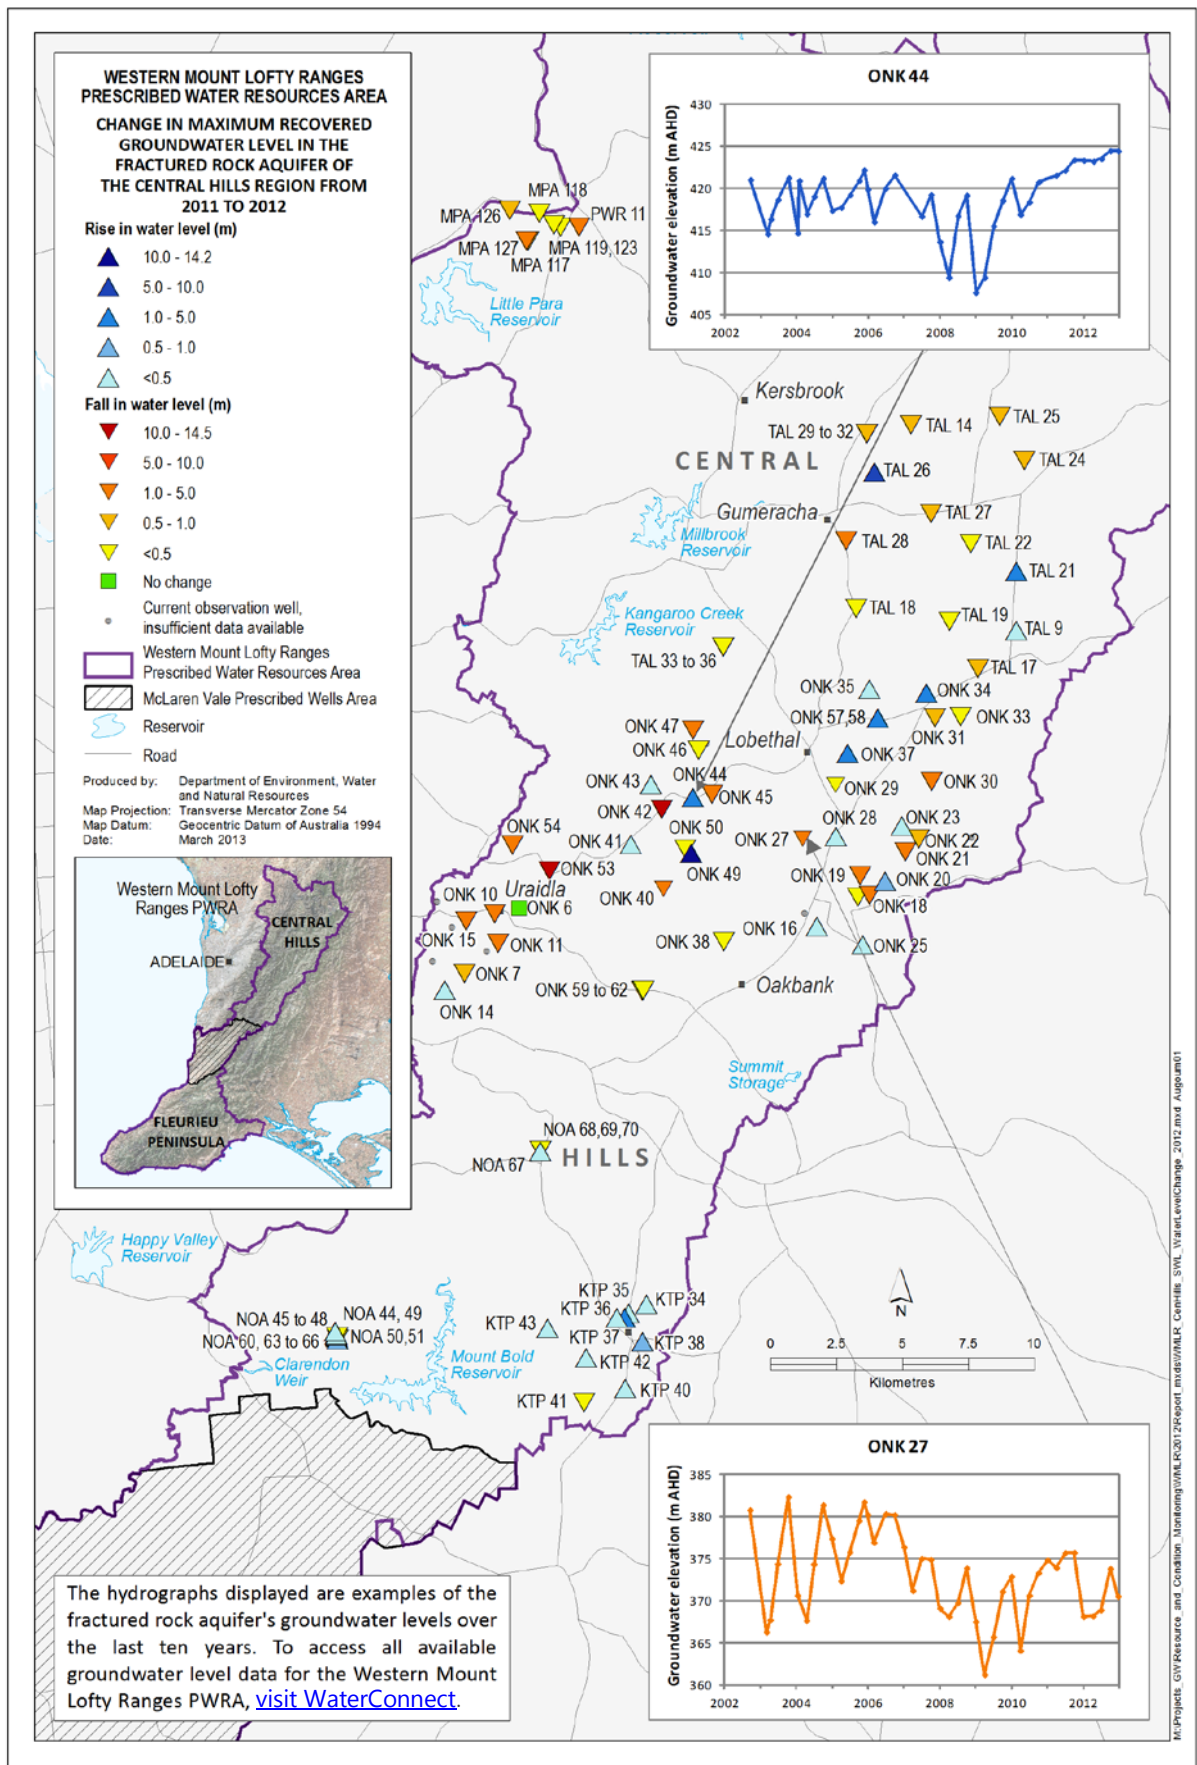 WESTERN MOUNT LOFTY RANGES
PRESCRIBED WATER RESOURCES AREA
CHANGE IN MAXIMUM RECOVERED
GROUNDWATER LEVEL IN THE
FRACTURED ROCK AQUIFER OF
THE CENTRAL HILLS REGION FROM
2011 TO 2012
Rise in water level (m)
10.0 - 14.2
5.0 - 10.0
1.0 - 5.0
0.5 - 1.0
<0.5
Fall in water level (m)
10.0 - 14.5
5.0 - 10.0
1.0 - 5.0
0.5 - 1.0
<0.5
No change
Current observation well,
insufficient data available
Western Mount Lofty Ranges
Prescribed Water Resources Area
McLaren Vale Prescribed Wells Area
Reservoir
Road
Produced by: Department of Environment, Water
and Natural Resources
Map Projection: Transverse Mercator Zone 54
Map Datum: Geocentric Datum of Australia 1994
Date: March 2013
Western Mount Lofty
Ranges PWRA
CENTRAL
HILLS
ADELAIDE
FLEURIEU
PENINSULA
ONK 44
Groundwater elevation (m AHD)
430
425
420
415
410
405
2002 2004 2006 2008 2010 2012
MPA 118
MPA 126
PWR 11
MPA 127
MPA 119,123
MPA 117
Little Para
Reservoir
Kersbrook
TAL 29 to 32
TAL 14
TAL 25
CENTRAL
TAL 24
TAL 26
Gumeracha
TAL 27
Millbrook
Reservoir
TAL 28
TAL 22
TAL 21
Kangaroo Creek
Reservoir
TAL 18
TAL 19
TAL 9
TAL 33 to 36
TAL 17
ONK 35
ONK 34
ONK 57,58
ONK 33
ONK 47
ONK 31
ONK 46
Lobethal
ONK 37
ONK 44
ONK 43
ONK 30
ONK 29
ONK 45
ONK 42
ONK 54
ONK 50
ONK 28
ONK 23
ONK 41
ONK 27
ONK 22
ONK 21
ONK 53
ONK 49
ONK 19
ONK 20
Uraidla
ONK 10
ONK 40
ONK 6
ONK 18
ONK 16
ONK 15
ONK 11
ONK 38
ONK 25
ONK 7
ONK 59 to 62
Oakbank
ONK 14
Summit
Storage
NOA 68,69,70
NOA 67
HILLS
Happy Valley
Reservoir
KTP 35
KTP 34
KTP 36
NOA 45 to 48
NOA 44, 49
KTP 43
NOA 60, 63 to 66
NOA 50,51
KTP 37
KTP 38
Clarendon
Weir
Mount Bold
Reservoir
KTP 42
KTP 40
KTP 41
N
0 2.5 5 7.5 10
Kilometres
ONK 27
Groundwater elevation (m AHD)
385
380
375
370
365
360
2002 2004 2006 2008 2010 2012
The hydrographs displayed are examples of the
fractured rock aquifer's groundwater levels over
the last ten years. To access all available
groundwater level data for the Western Mount
Lofty Ranges PWRA, visit WaterConnect.